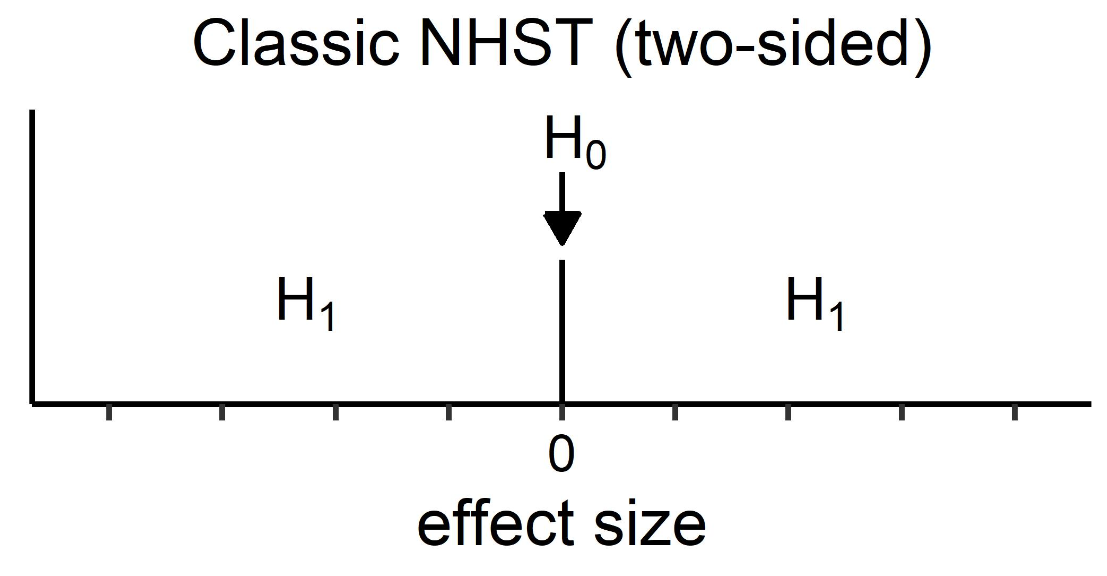 Classic NHST (two-sided)
H₀
H₁ H₁
0
effect size